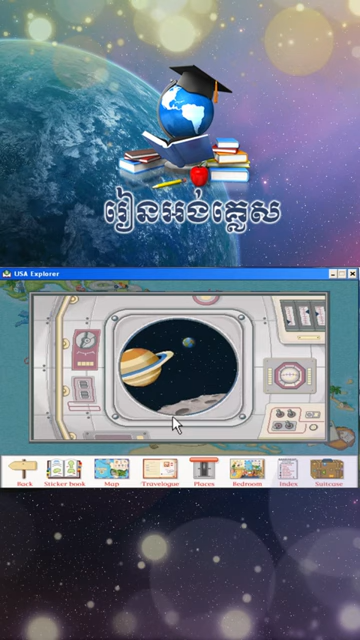 រៀនអង់គ្លេស
USA Explorer
Back Sticker book Map Travelogue Places Bedroom Index Suitcase